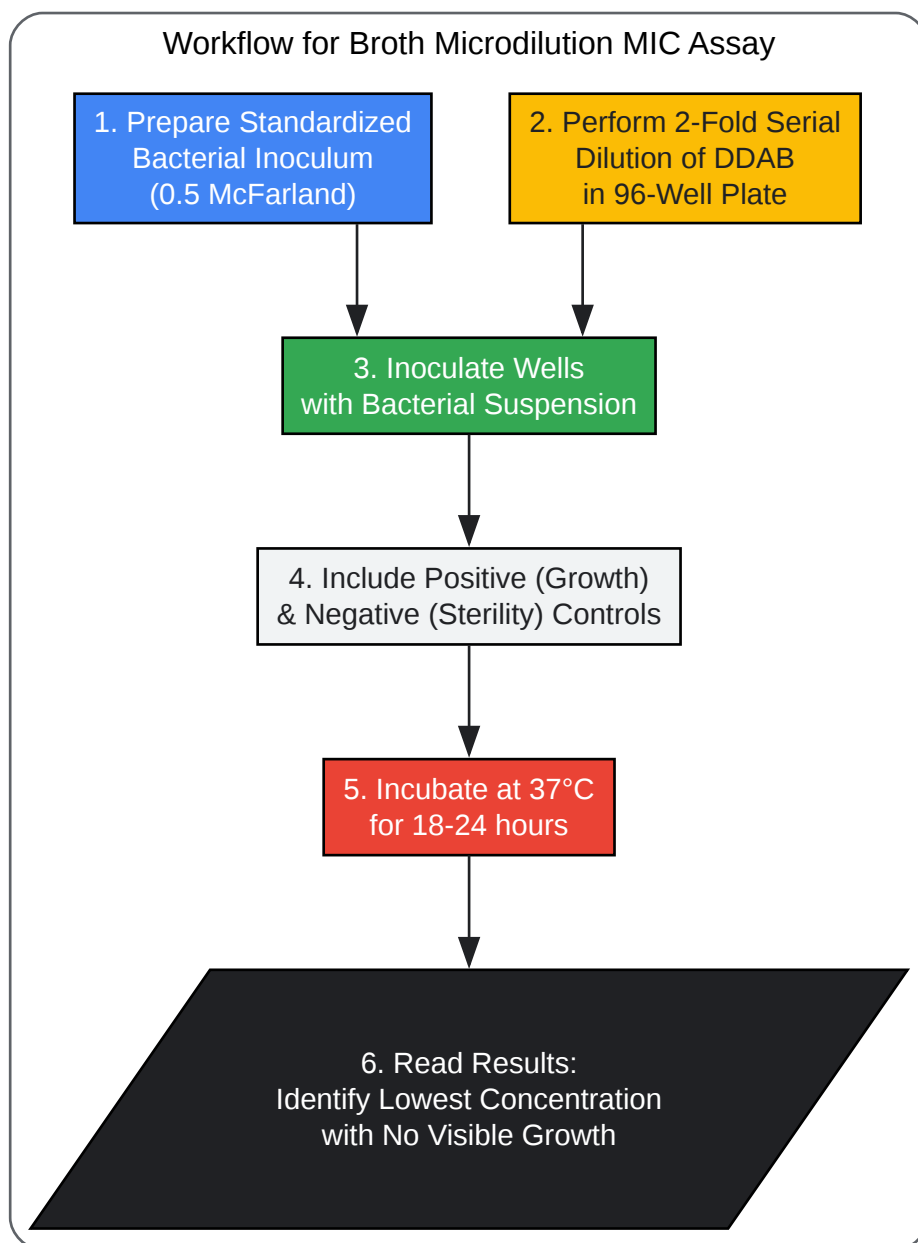 Workflow for Broth Microdilution MIC Assay
1. Prepare Standardized
Bacterial Inoculum
(0.5 McFarland)
2. Perform 2-Fold Serial
Dilution of DDAB
in 96-Well Plate
3. Inoculate Wells
with Bacterial Suspension
4. Include Positive (Growth)
& Negative (Sterility) Controls
5. Incubate at 37°C
for 18-24 hours
6. Read Results:
Identify Lowest Concentration
with No Visible Growth